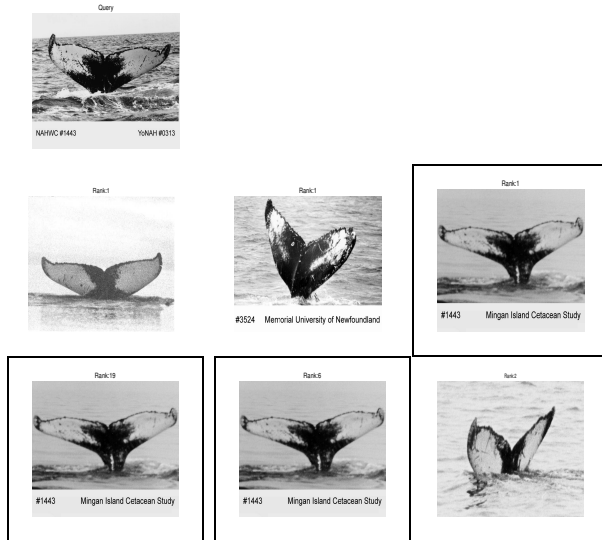 Query
NAHWC #1443 YoNAH #0313
Rank:1
Rank:1
#3524 Memorial University of Newfoundland
Rank:1
#1443 Mingan Island Cetacean Study
Rank:19
#1443 Mingan Island Cetacean Study
Rank:6
#1443 Mingan Island Cetacean Study
Rank:2